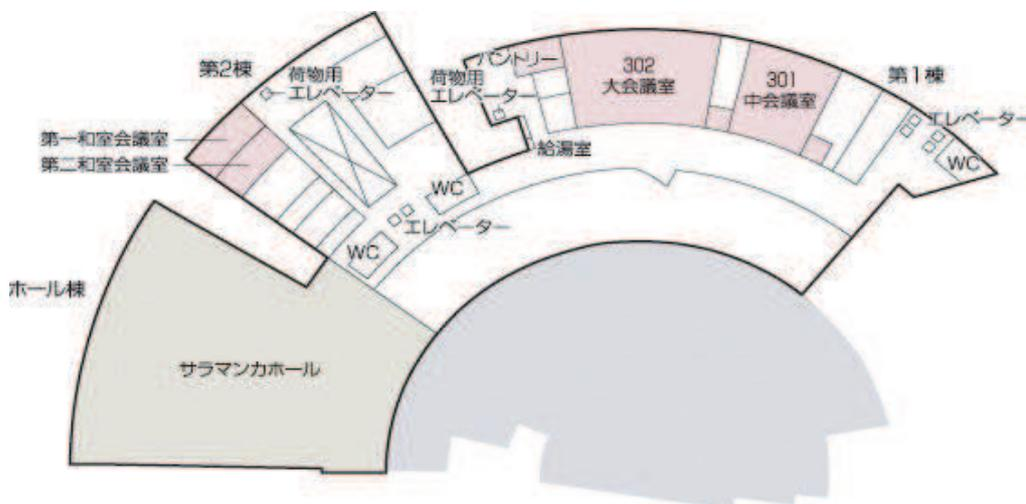 第2棟
荷物用
エレベーター
第一和室会議室
第二和室会議室
WC
エレベーター
WC
パントリー
荷物用
エレベーター
給湯室
302
大会議室
301
中会議室
第1棟
エレベーター
WC
ホール棟
サラマンカホール